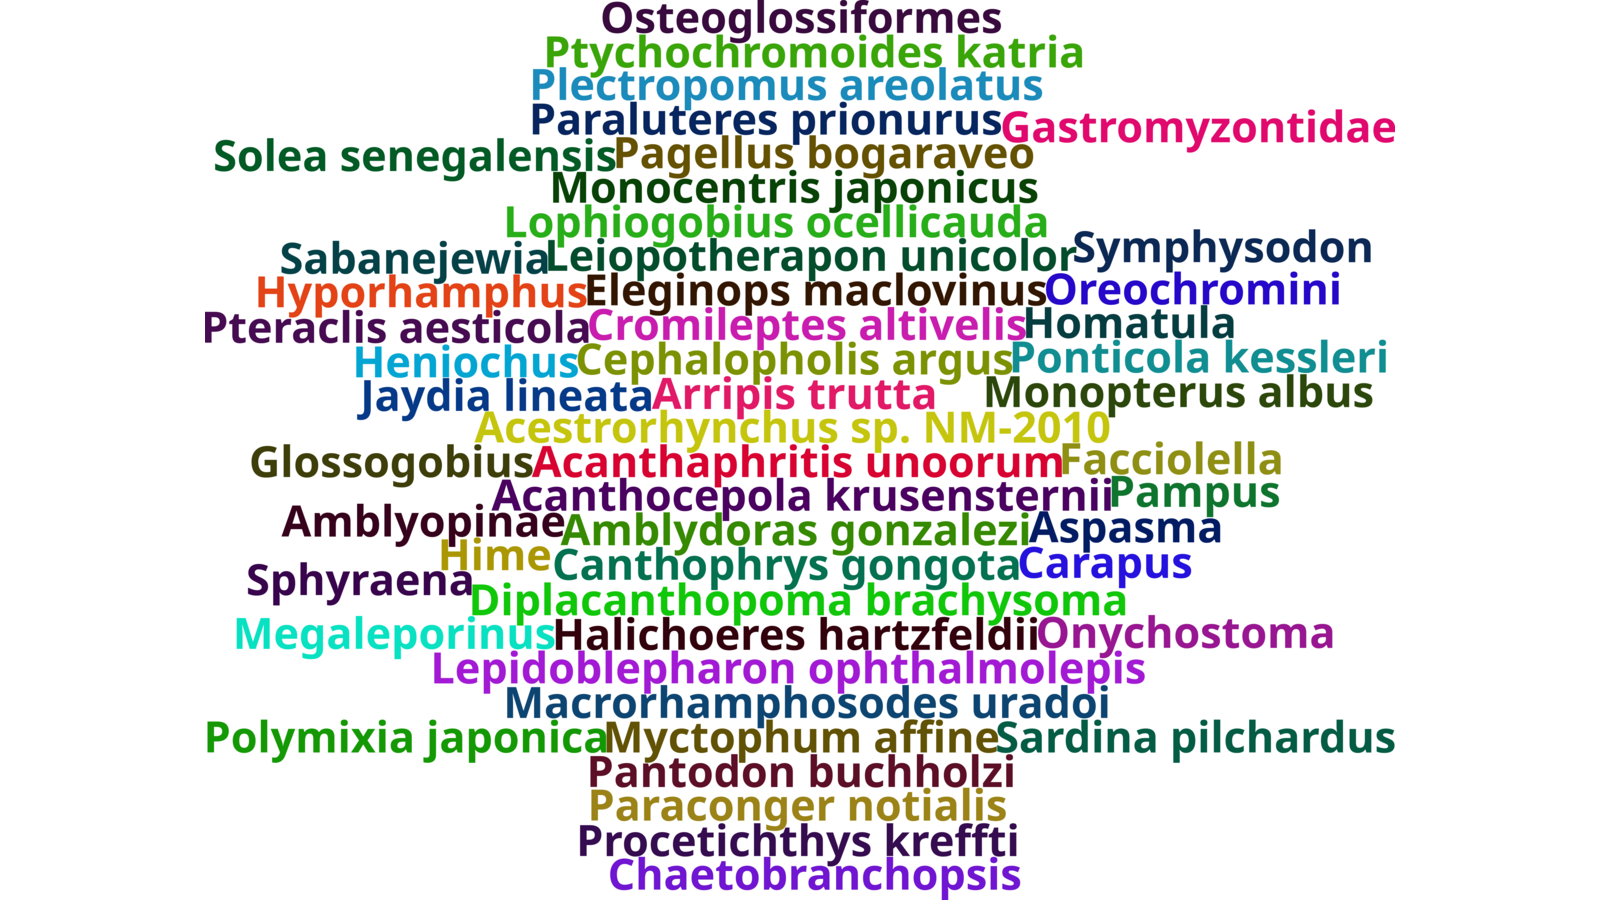 Osteoglossiformes
Ptychochromoides katria
Plectropomus areolatus
Paraluteres prionurus
Gastromyzontidae
Solea senegalensis
Pagellus bogaraveo
Monocentris japonicus
Lophiogobius ocellicauda
Sabanejewia
Leiopotherapon unicolor
Symphysodon
Hyporhamphus
Eleginops maclovinus
Oreochromini
Pteraclis aesticola
Cromileptes altivelis
Homatula
Heniochus
Cephalopholis argus
Ponticola kessleri
Jaydia lineata
Arripis trutta
Monopterus albus
Acestrorhynchus sp. NM-2010
Glossogobius
Acanthaphritis unoorum
Facciolella
Acanthocepola krusensternii
Pampus
Amblyopinae
Amblydoras gonzalezi
Aspasma
Hime
Canthophrys gongota
Carapus
Sphyraena
Diplacanthopoma brachysoma
Megaleporinus
Halichoeres hartzfeldii
Onychostoma
Lepidoblepharon ophthalmolepis
Macrorhamphosodes uradoi
Polymixia japonica
Myctophum affine
Sardina pilchardus
Pantodon buchholzi
Paraconger notialis
Procetichthys kreffti
Chaetobranchopsis